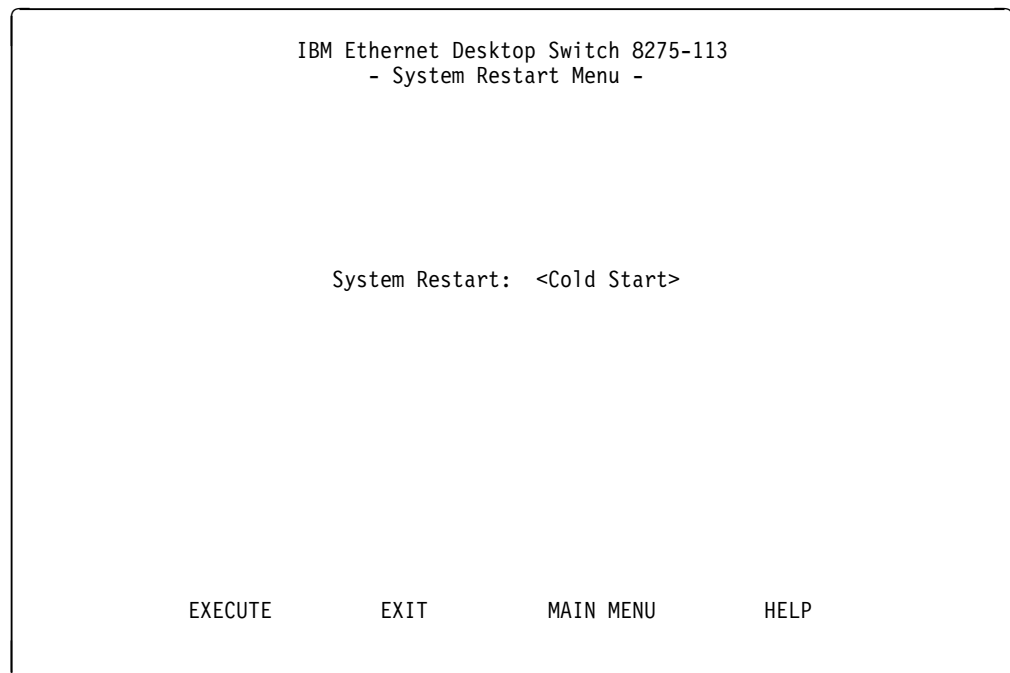 IBM Ethernet Desktop Switch 8275-113
- System Restart Menu -
System Restart: <Cold Start>
EXECUTE EXIT MAIN MENU HELP